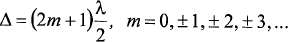 Δ = (2m + 1) λ/2, m = 0, ± 1, ± 2, ± 3, ...